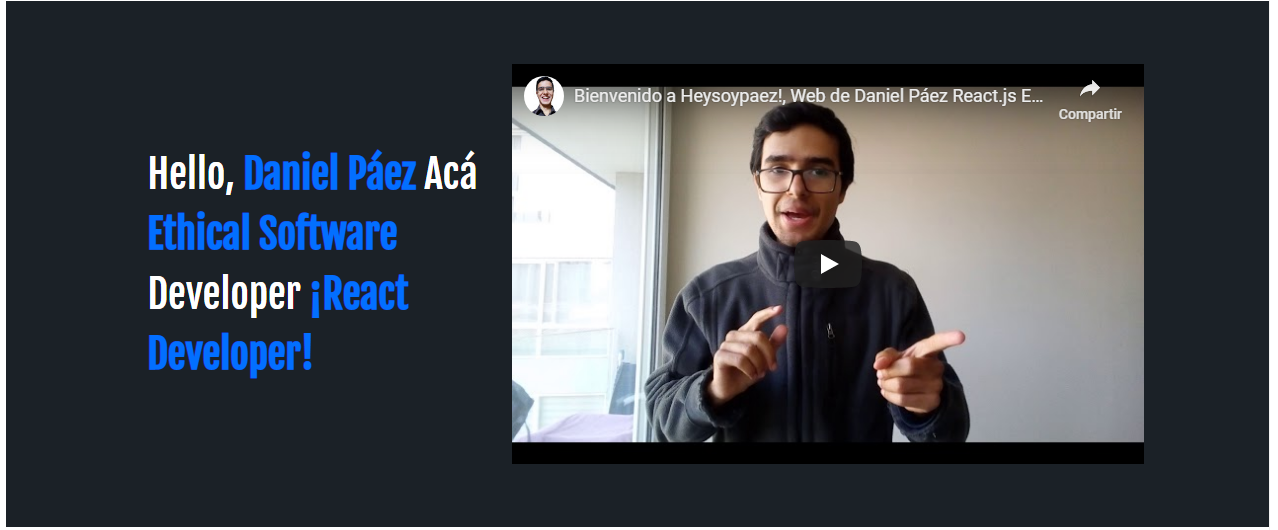 Hello, Daniel Páez Acá
Ethical Software
Developer ¡React
Developer!
Bienvenido a Heysoypaez!, Web de Daniel Páez React.js E...
Compartir